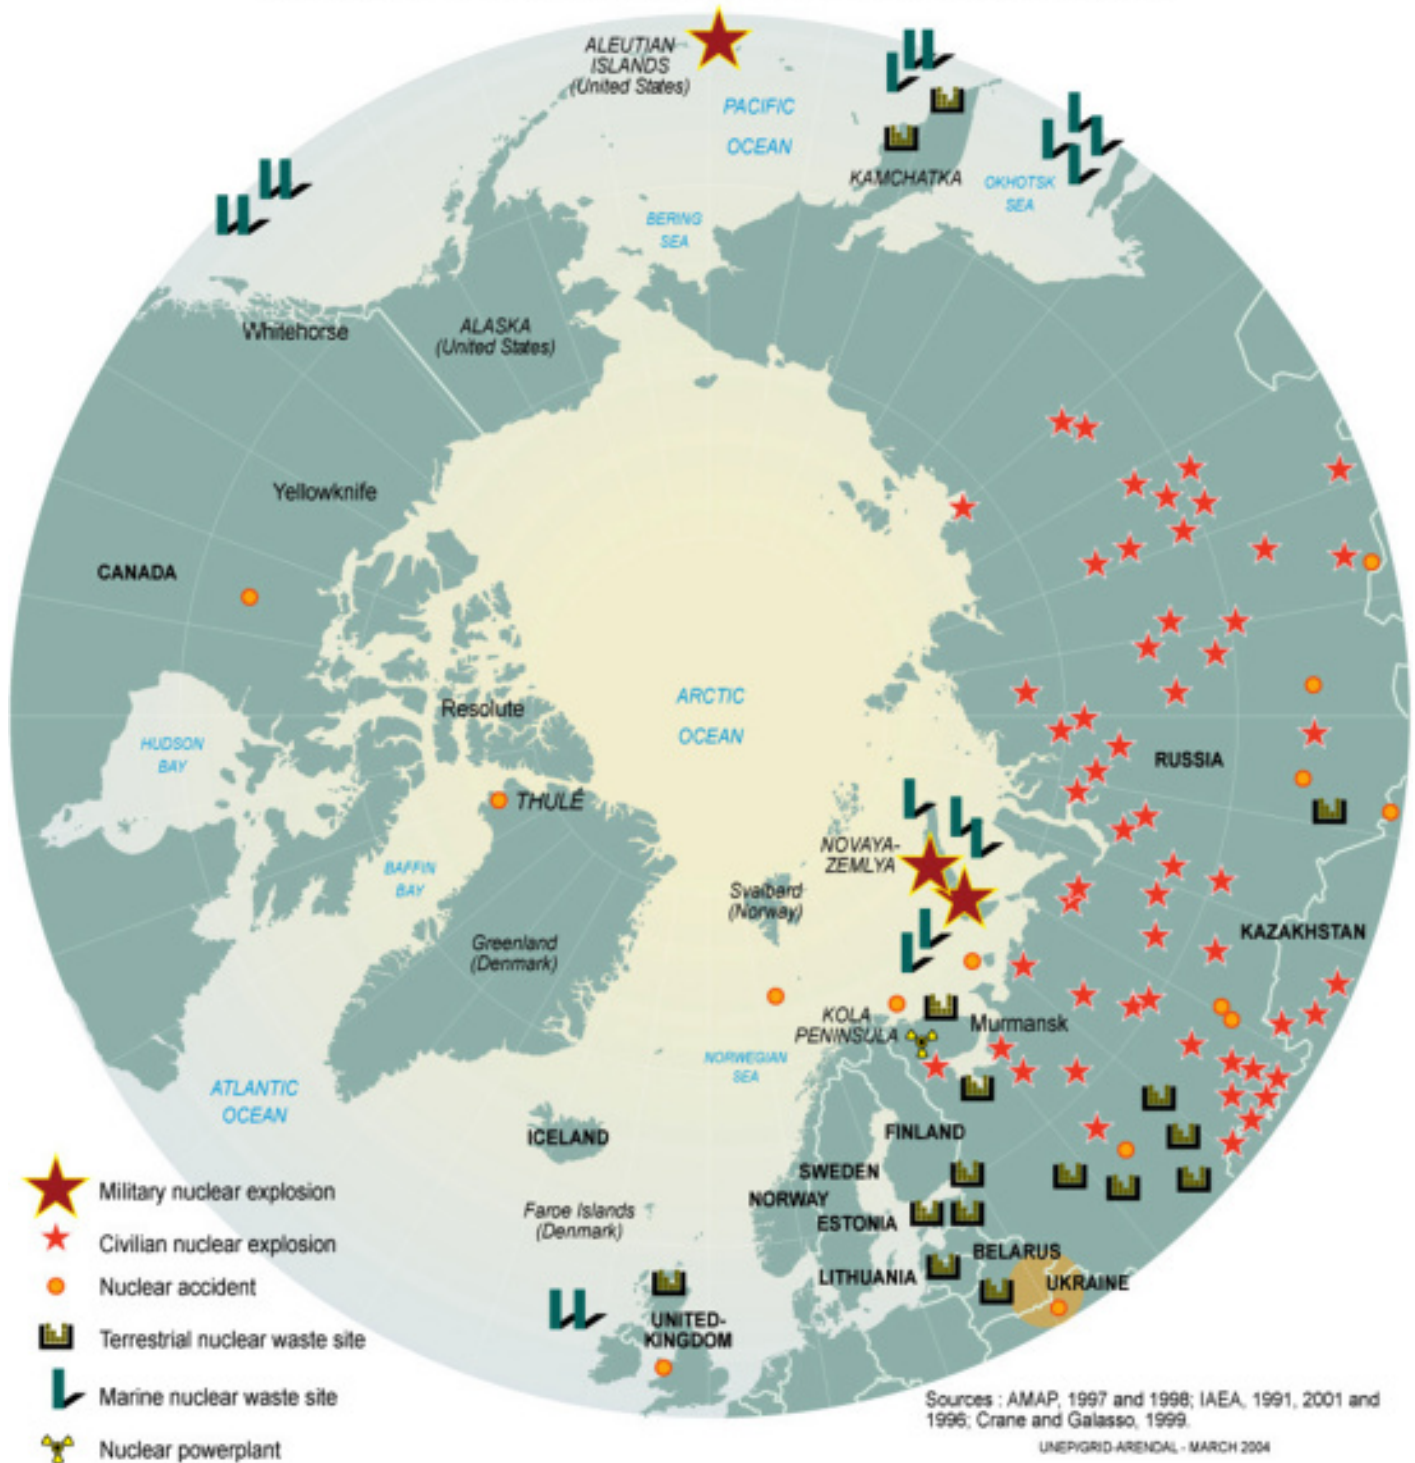 ALEUTIAN
ISLANDS
(United States)
PACIFIC
OCEAN
KAMCHATKA
OKHOTSK
SEA
BERING
SEA
Whitehorse
ALASKA
(United States)
Yellowknife
CANADA
ARCTIC
OCEAN
Resolute
HUDSON
BAY
RUSSIA
THULÉ
NOVAYA-
ZEMLYA
BAFFIN
BAY
Svalbard
(Norway)
KAZAKHSTAN
Greenland
(Denmark)
KOLA
PENINSULA
Murmansk
NORWEGIAN
SEA
ATLANTIC
OCEAN
ICELAND
FINLAND
SWEDEN
NORWAY
Faroe Islands
(Denmark)
ESTONIA
BELARUS
LITHUANIA
UKRAINE
UNITED-
KINGDOM
Military nuclear explosion
Civilian nuclear explosion
Nuclear accident
Terrestrial nuclear waste site
Marine nuclear waste site
Nuclear powerplant
Sources : AMAP, 1997 and 1998; IAEA, 1991, 2001 and
1996; Crane and Galasso, 1999.
UNEP/GRID-ARENDAL - MARCH 2004